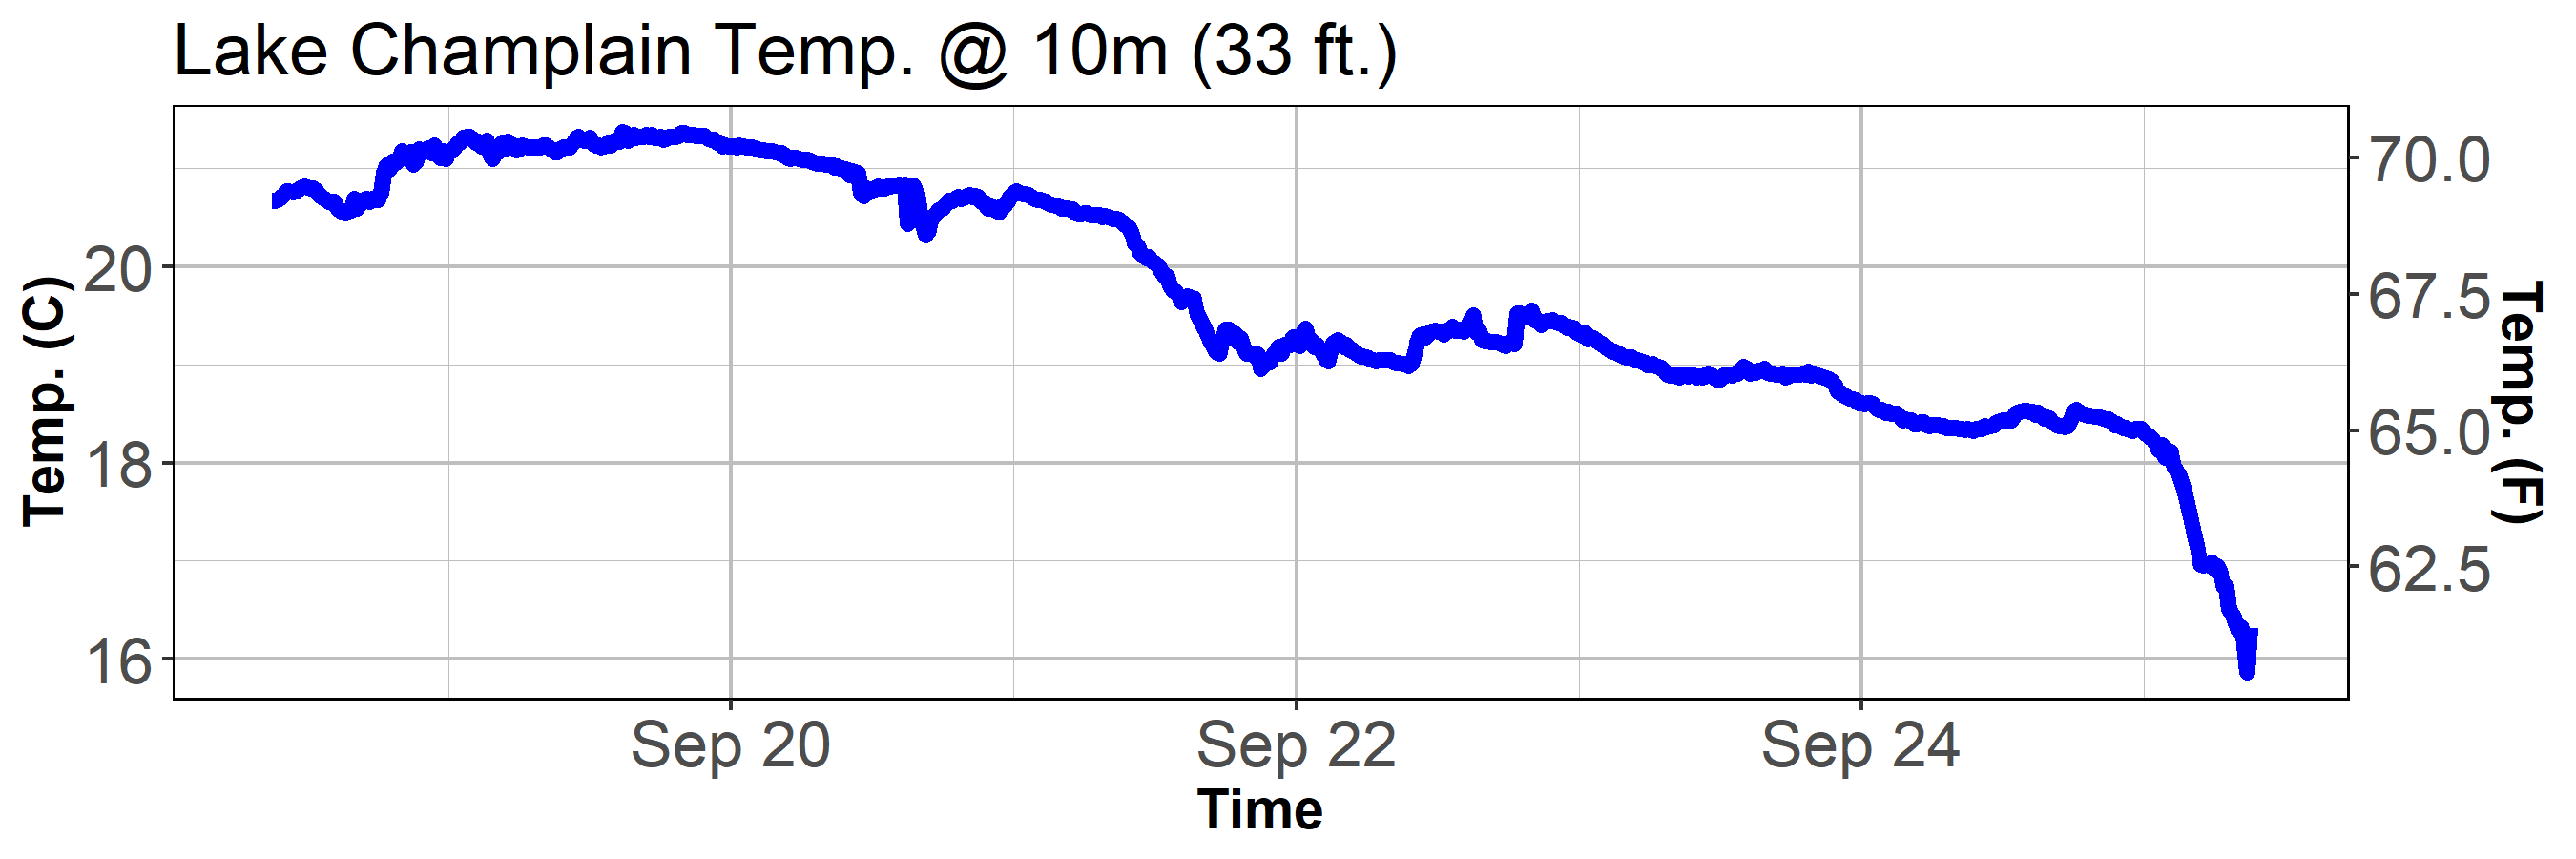 Lake Champlain Temp. @ 10m (33 ft.)
Temp. (C)
20
18
16
70.0
67.5
65.0
62.5
Temp. (F)
Sep 20
Sep 22
Sep 24
Time